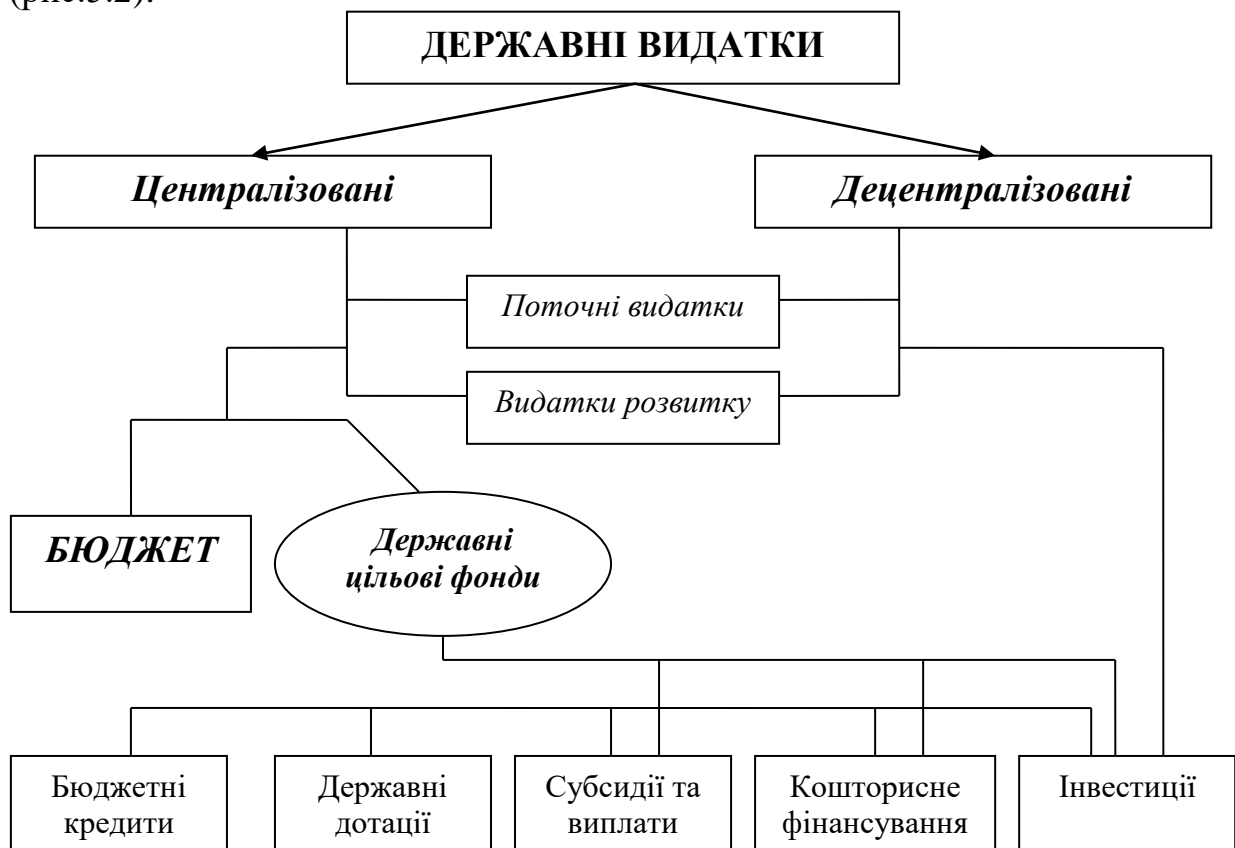 (рис.3.2).
ДЕРЖАВНІ ВИДАТКИ
Централізовані
Децентралізовані
Поточні видатки
Видатки розвитку
БЮДЖЕТ
Державні
цільові фонди
Бюджетні
кредити
Державні
дотації
Субсидії та
виплати
Кошторисне
фінансування
Інвестиції